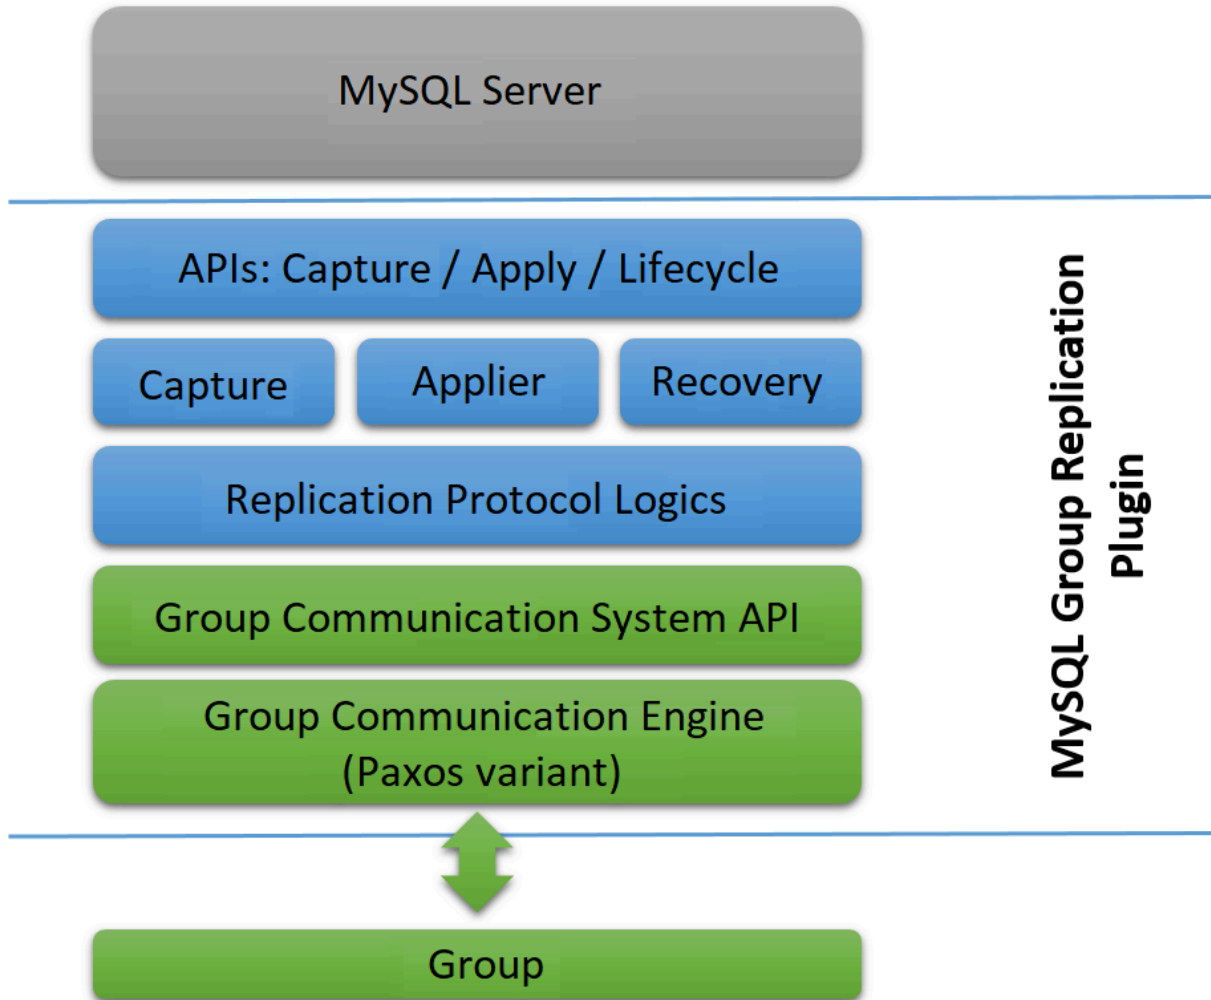 MySQL Server
APIs: Capture / Apply / Lifecycle
Capture
Applier
Recovery
Replication Protocol Logics
Group Communication System API
Group Communication Engine
(Paxos variant)
Group
MySQL Group Replication
Plugin